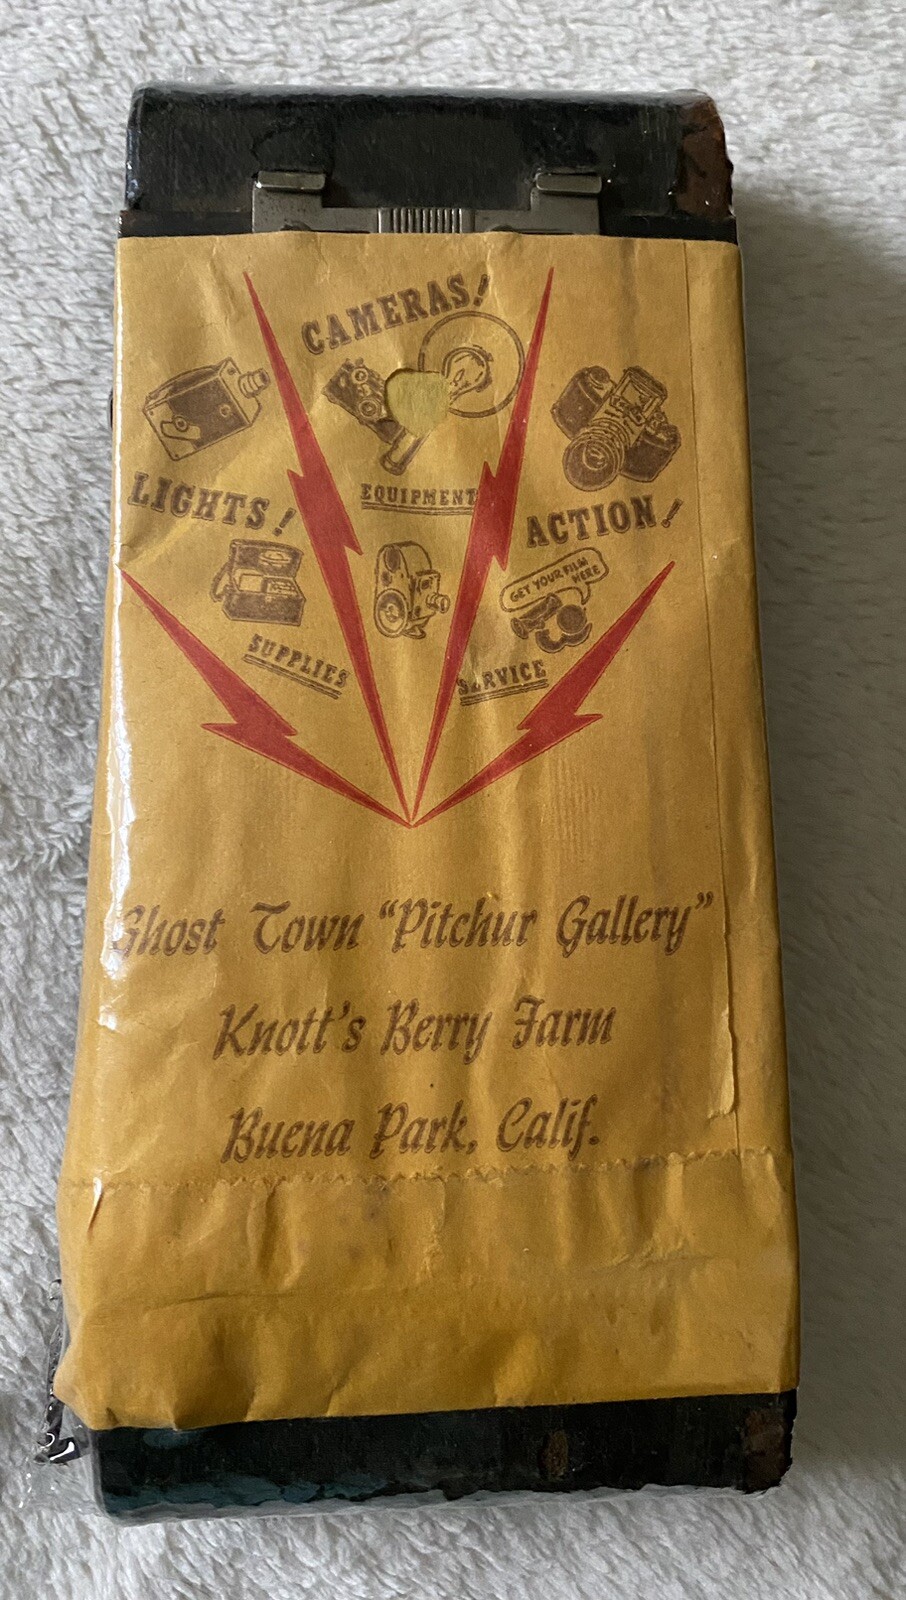 CAMERAS!
LIGHTS!
EQUIPMENT
ACTION!
GET YOUR FILM
HERE
SUPPLIES
SERVICE
Ghost Town “Pitchur Gallery”
Knott's Berry Farm
Buena Park, Calif.